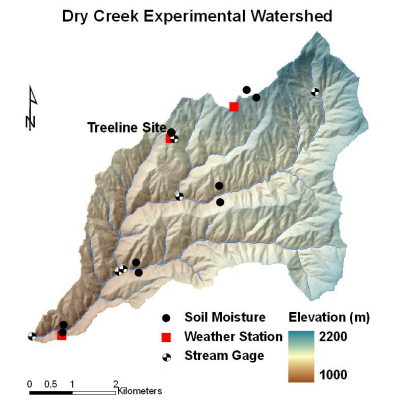 Dry Creek Experimental Watershed
N
Treeline Site
Soil Moisture
Weather Station
Stream Gage
Elevation (m)
2200
1000
0 0.5 1 2
Kilometers